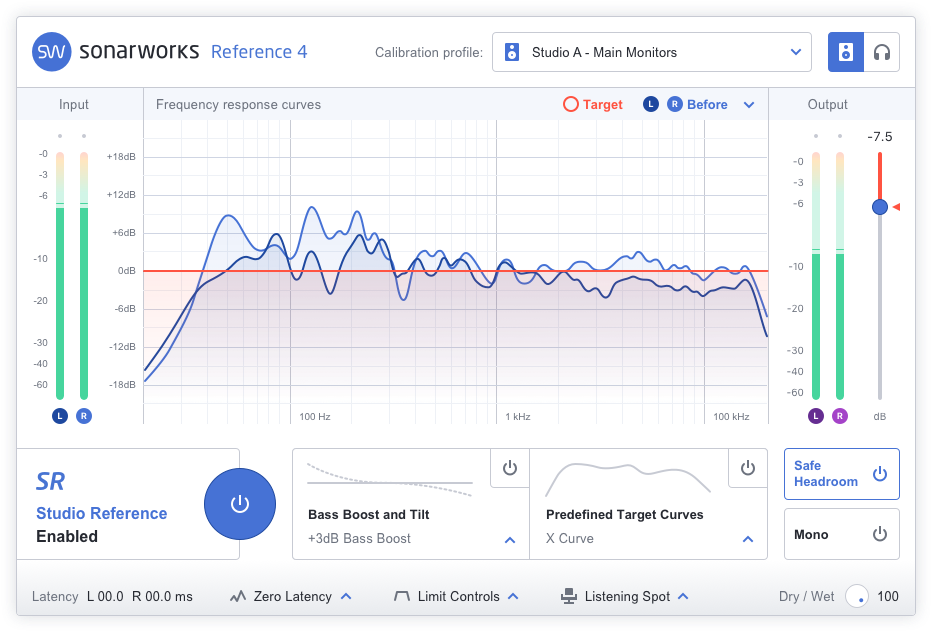 SW sonarworks Reference 4
Calibration profile:
Studio A - Main Monitors
Input
Frequency response curves
Target
L R Before
Output
-7.5
-0
-3
-6
-10
-20
-30
-40
-60
L R
+18dB
+12dB
+6dB
0dB
-6dB
-12dB
-18dB
100 Hz
1 kHz
100 kHz
-0
-3
-6
-10
-20
-30
-40
-60
L R dB
SR
Studio Reference
Enabled
Bass Boost and Tilt
+3dB Bass Boost
Predefined Target Curves
X Curve
Safe
Headroom
Mono
Latency L 00.0 R 00.0 ms
Zero Latency
Limit Controls
Listening Spot
Dry / Wet 100